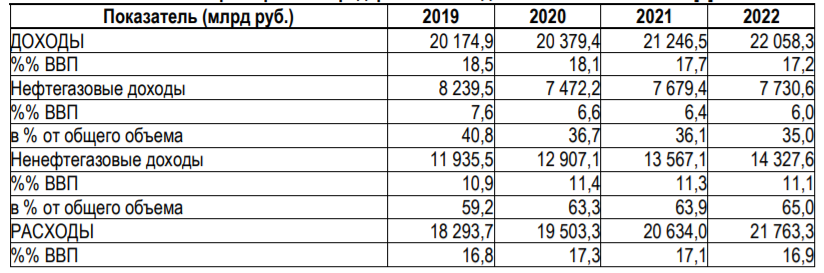 Показатель (млрд руб.) 2019 2020 2021 2022
ДОХОДЫ 20 174,9 20 379,4 21 246,5 22 058,3
%% ВВП 18,5 18,1 17,7 17,2
Нефтегазовые доходы 8 239,5 7 472,2 7 679,4 7 730,6
%% ВВП 7,6 6,6 6,4 6,0
в % от общего объема 40,8 36,7 36,1 35,0
Ненефтегазовые доходы 11 935,5 12 907,1 13 567,1 14 327,6
%% ВВП 10,9 11,4 11,3 11,1
в % от общего объема 59,2 63,3 63,9 65,0
РАСХОДЫ 18 293,7 19 503,3 20 634,0 21 763,3
%% ВВП 16,8 17,3 17,1 16,9